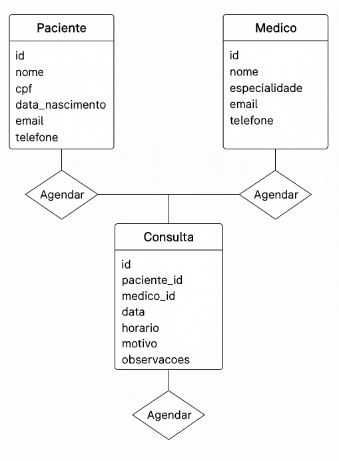 Paciente
id
nome
cpf
data_nascimento
email
telefone
Medico
id
nome
especialidade
email
telefone
Agendar
Agendar
Consulta
id
paciente_id
medico_id
data
horario
motivo
observacoes
Agendar